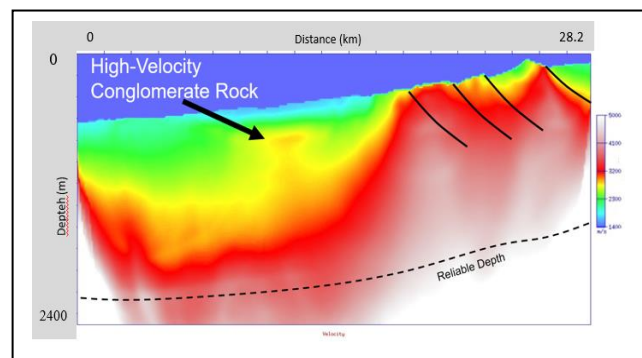 0
Distance (km)
28.2
0
High-Velocity
Conglomerate Rock
Depteh (m)
5000
4100
3200
2300
1400
m/s
Reliable Depth
2400
Velocity